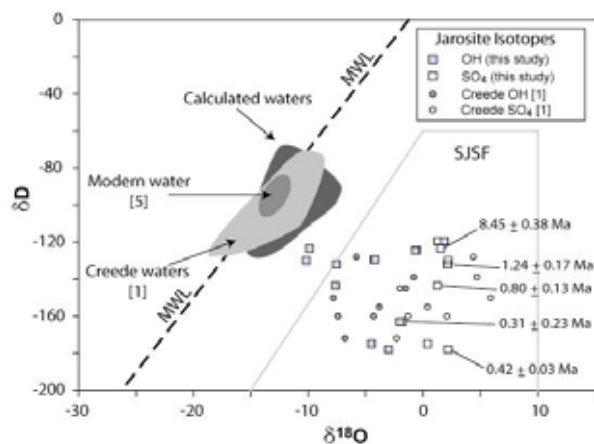 Jarosite Isotopes
OH (this study)
SO4 (this study)
Creede OH [1]
Creede SO4 [1]
MWL
Calculated waters
SJSF
Modern water
[5]
Creede waters
[1]
MWL
8.45 ± 0.38 Ma
1.24 ± 0.17 Ma
0.80 ± 0.13 Ma
0.31 ± 0.23 Ma
0.42 ± 0.03 Ma
δD
0
-40
-80
-120
-160
-200
-30
-20
-10
0
10
δ18O